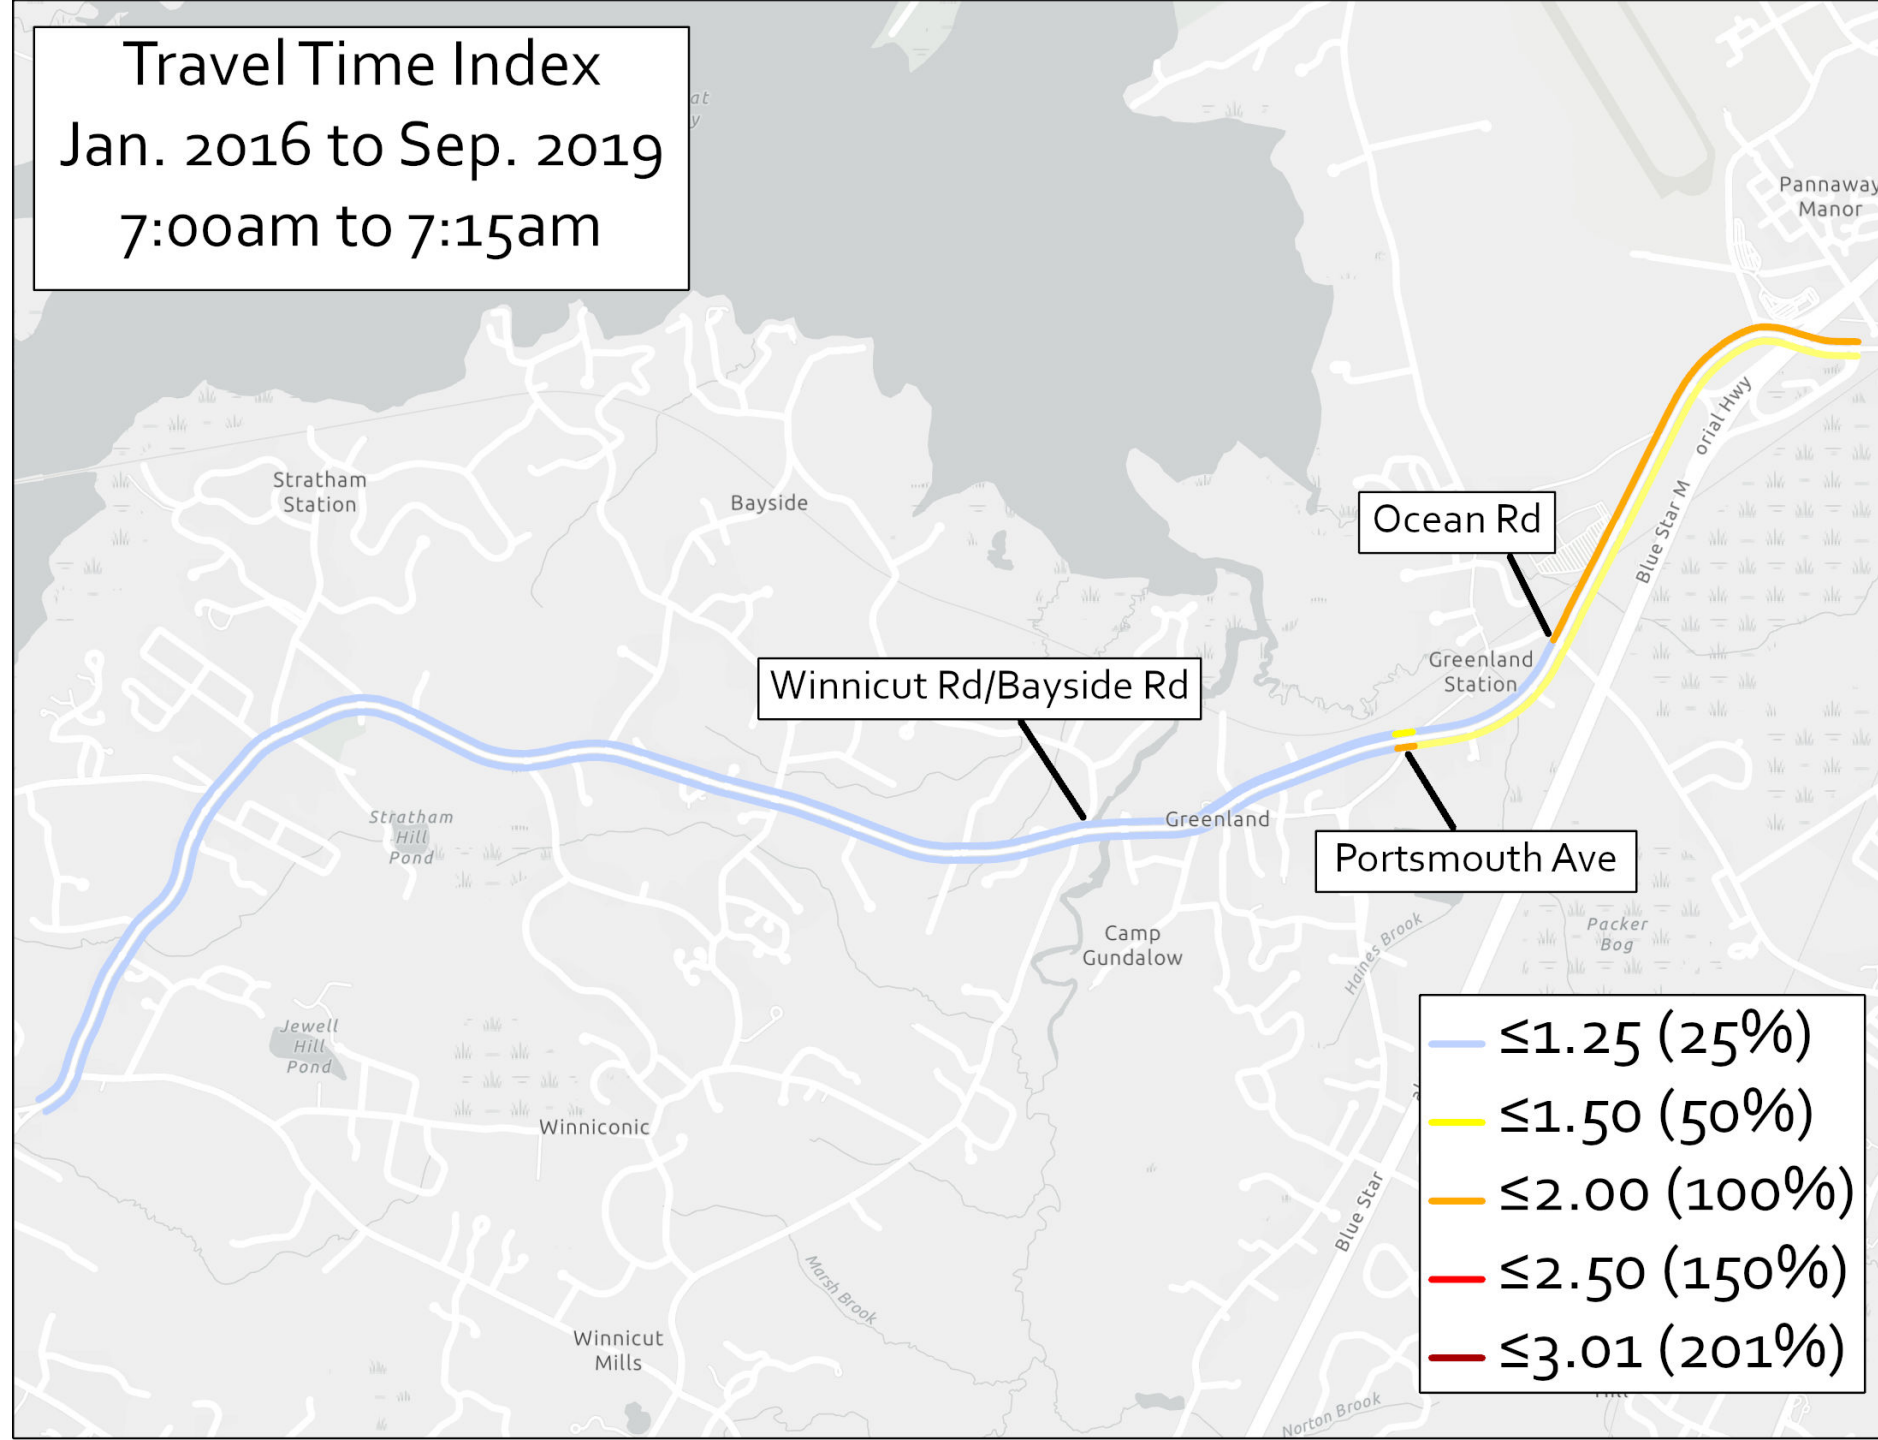 Travel Time Index
Jan. 2016 to Sep. 2019
7:00am to 7:15am
at
y
Pannaway
Manor
orial Hwy
Stratham
Station
Bayside
Blue Star M
Ocean Rd
Greenland
Station
Winnicut Rd/Bayside Rd
Greenland
Stratham
Hill
Pond
Portsmouth Ave
Camp
Gundalow
Haines Brook
Packer
Bog
Jewell
Hill
Pond
Winniconic
Blue Star
Marsh Brook
Winnicut
Mills
Norton Brook
≤1.25 (25%)
≤1.50 (50%)
≤2.00 (100%)
≤2.50 (150%)
≤3.01 (201%)